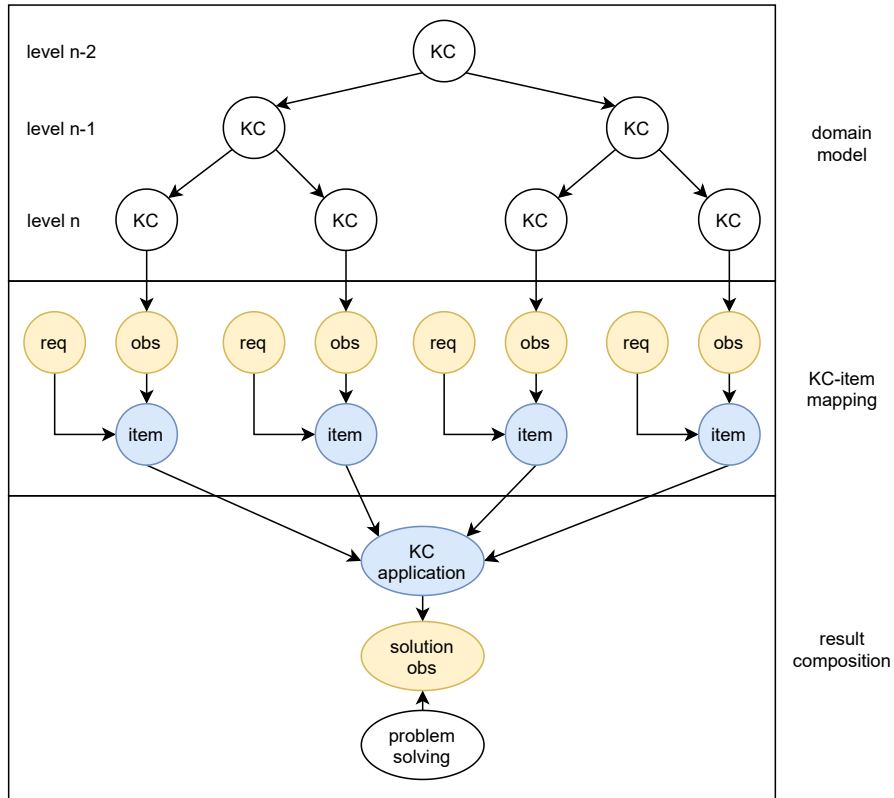 level n-2
KC
level n-1
KC
KC
domain
model
level n
KC
KC
KC
KC
req
obs
req
obs
req
obs
req
obs
KC-item
mapping
item
item
item
item
KC
application
solution
obs
result
composition
problem
solving